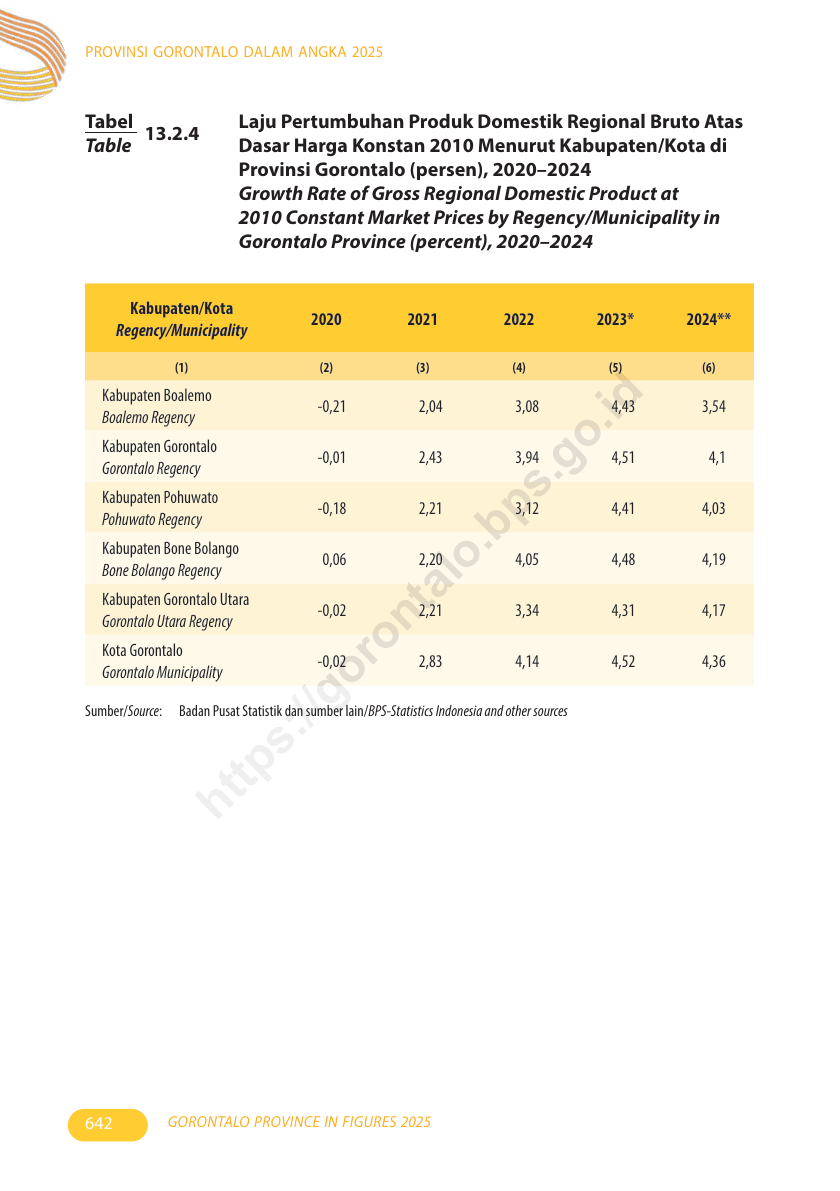 PROVINSI GORONTALO DALAM ANGKA 2025
Tabel
Table
13.2.4
Laju Pertumbuhan Produk Domestik Regional Bruto Atas
Dasar Harga Konstan 2010 Menurut Kabupaten/Kota di
Provinsi Gorontalo (persen), 2020–2024
Growth Rate of Gross Regional Domestic Product at
2010 Constant Market Prices by Regency/Municipality in
Gorontalo Province (percent), 2020–2024
Kabupaten/Kota
Regency/Municipality
2020 2021 2022 2023* 2024**
(1) (2) (3) (4) (5) (6)
Kabupaten Boalemo
Boalemo Regency
-0,21 2,04 3,08 4,43 3,54
Kabupaten Gorontalo
Gorontalo Regency
-0,01 2,43 3,94 4,51 4,1
Kabupaten Pohuwato
Pohuwato Regency
-0,18 2,21 3,12 4,41 4,03
Kabupaten Bone Bolango
Bone Bolango Regency
0,06 2,20 4,05 4,48 4,19
Kabupaten Gorontalo Utara
Gorontalo Utara Regency
-0,02 2,21 3,34 4,31 4,17
Kota Gorontalo
Gorontalo Municipality
-0,02 2,83 4,14 4,52 4,36
Sumber/Source: Badan Pusat Statistik dan sumber lain/BPS-Statistics Indonesia and other sources
https://gorontalo.bps.go.id
642
GORONTALO PROVINCE IN FIGURES 2025